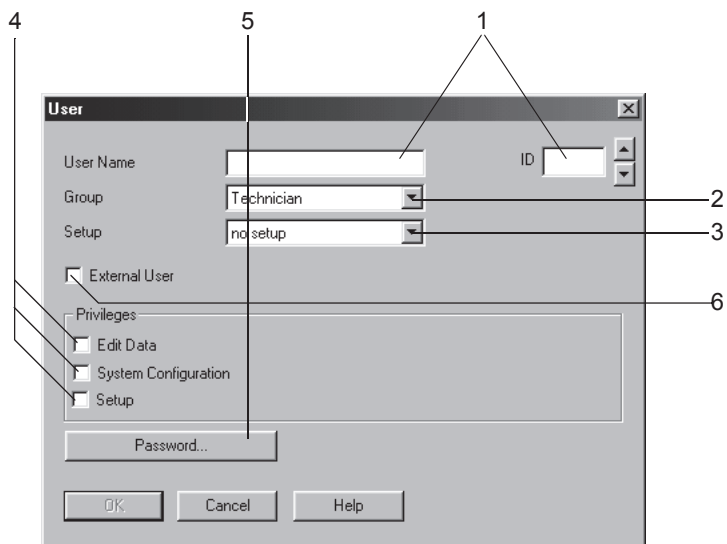 4 5 1
User
User Name ID
Group Technician 2
Setup no setup 3
External User
6
Privileges
Edit Data
System Configuration
Setup
Password...
OK Cancel Help